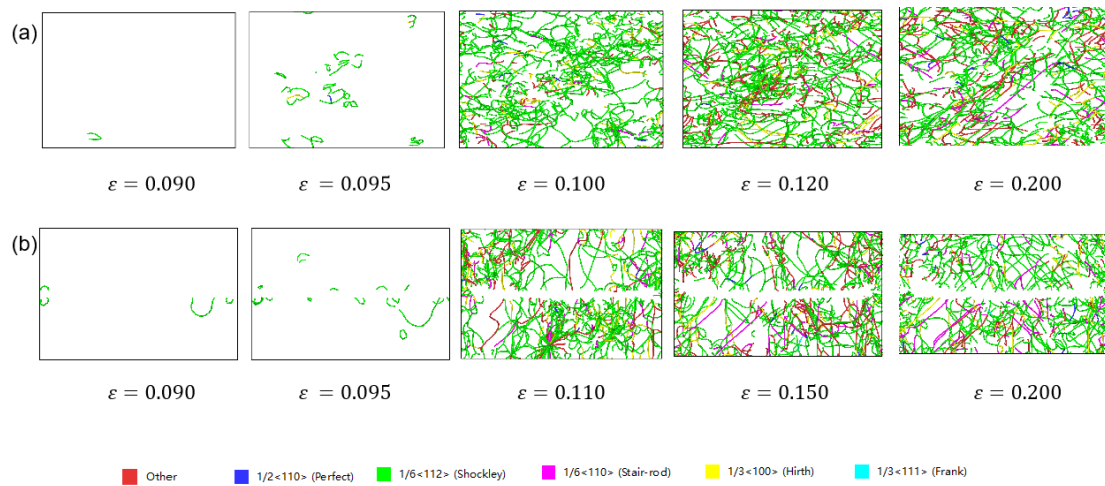 (a)
ε = 0.090 ε = 0.095 ε = 0.100 ε = 0.120 ε = 0.200
(b)
ε = 0.090 ε = 0.095 ε = 0.110 ε = 0.150 ε = 0.200
Other 1/2<110> (Perfect) 1/6<112> (Shockley) 1/6<110> (Stair-rod) 1/3<100> (Hirth) 1/3<111> (Frank)